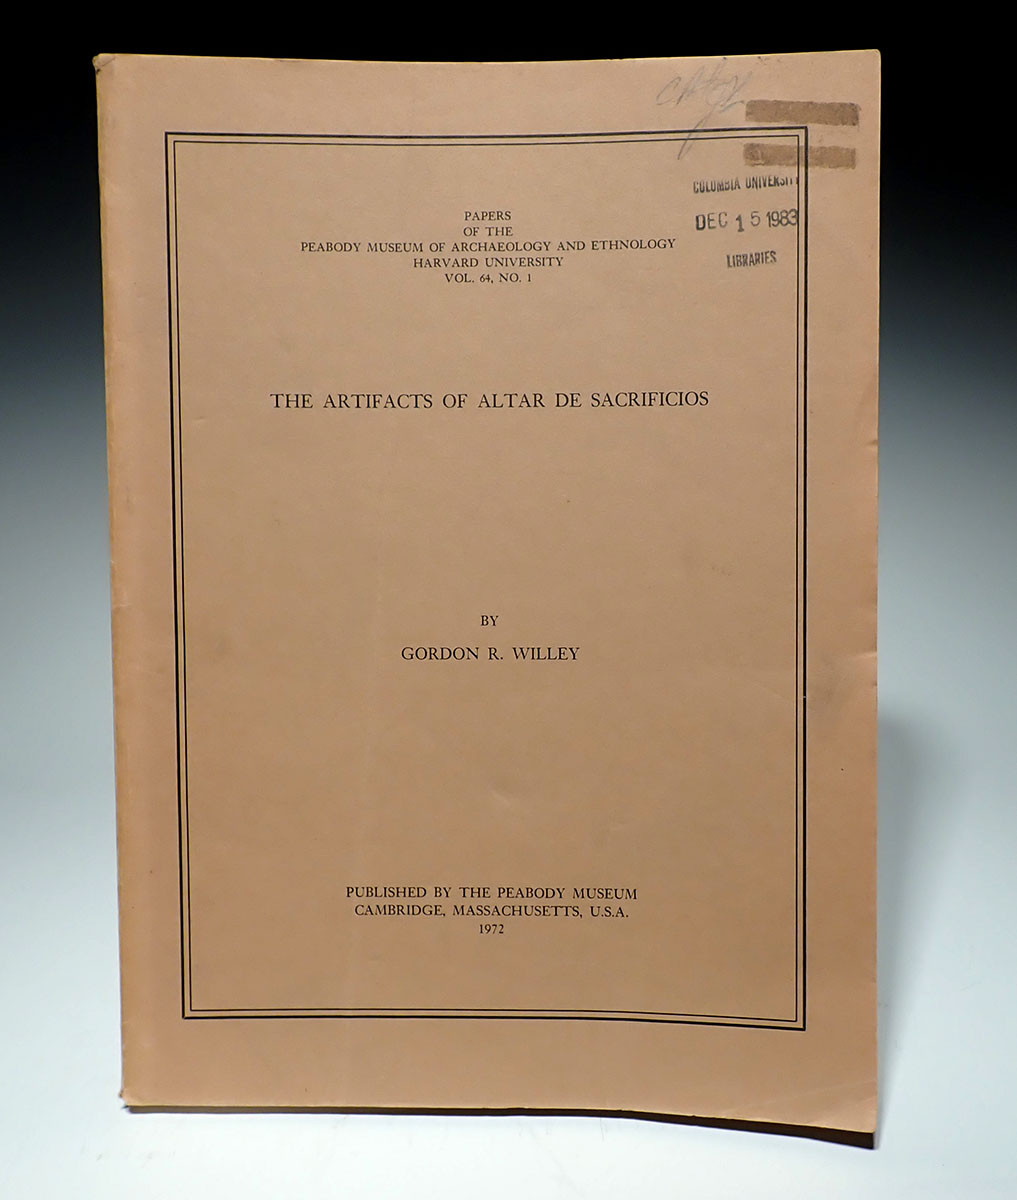 COLUMBIA UNIVERSITY
DEC 15 1983
LIBRARIES
PAPERS
OF THE
PEABODY MUSEUM OF ARCHAEOLOGY AND ETHNOLOGY
HARVARD UNIVERSITY
VOL. 64, NO. 1
THE ARTIFACTS OF ALTAR DE SACRIFICIOS
BY
GORDON R. WILLEY
PUBLISHED BY THE PEABODY MUSEUM
CAMBRIDGE, MASSACHUSETTS, U.S.A.
1972